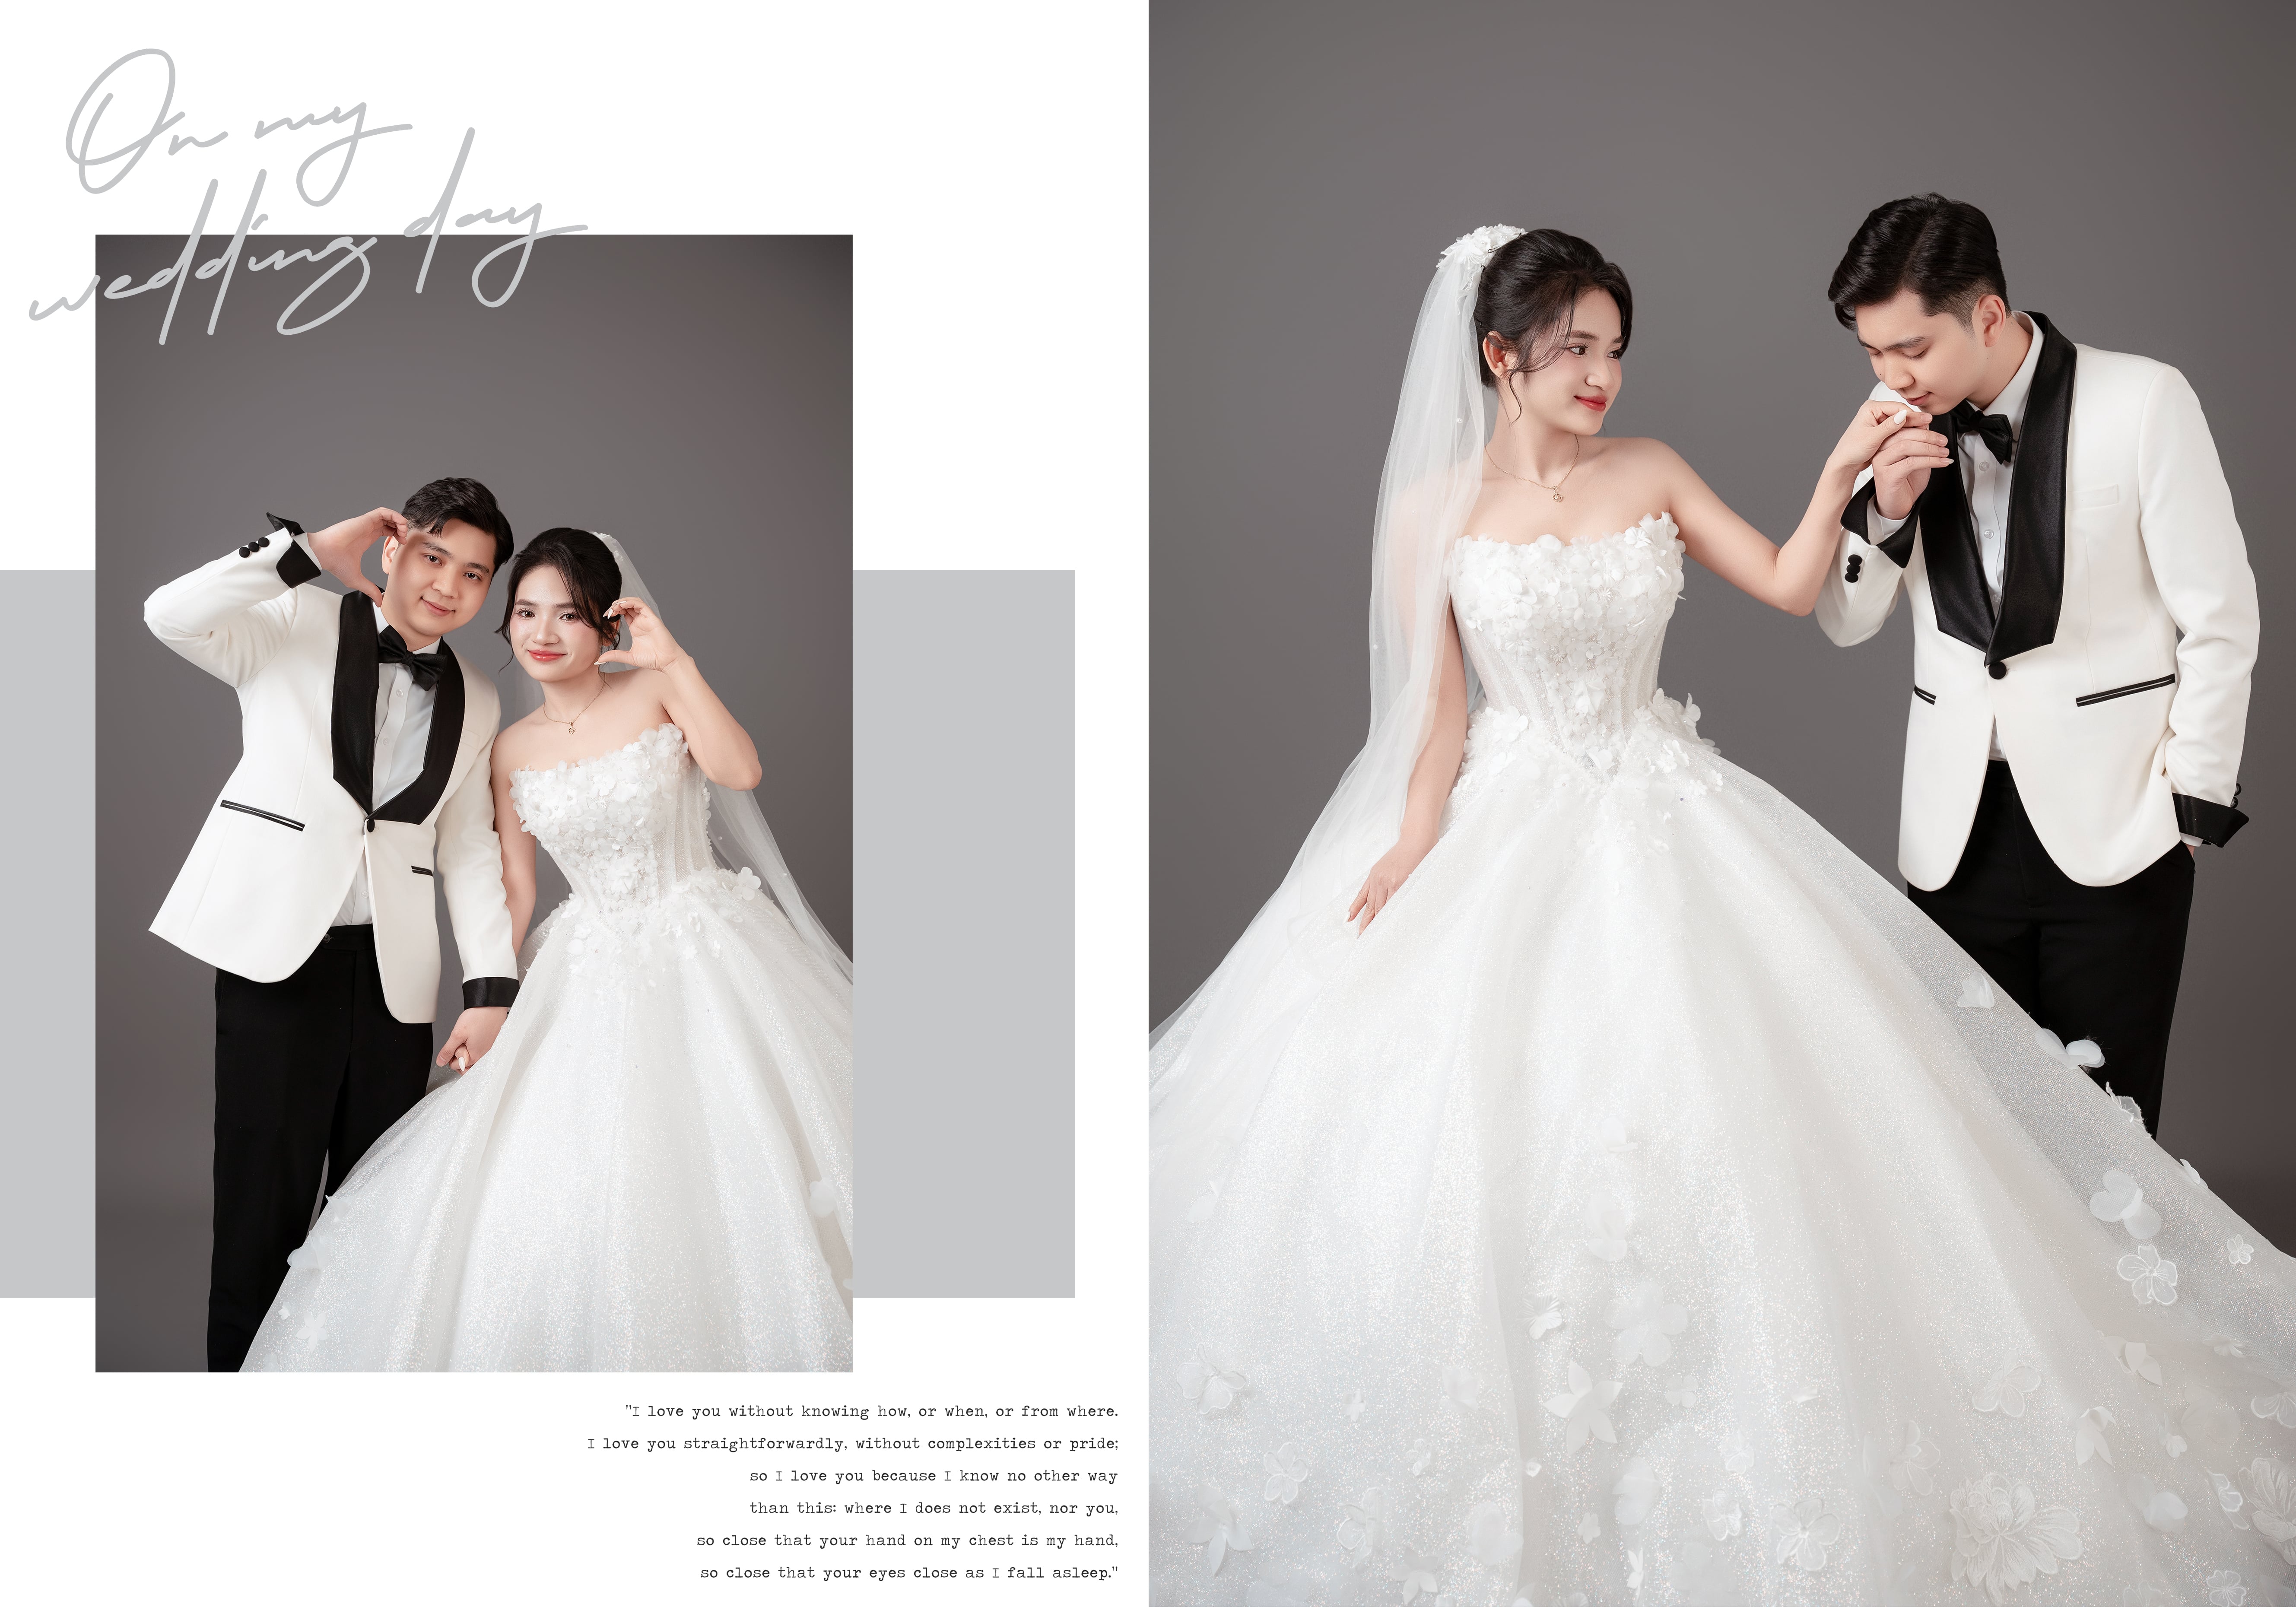 On my
wedding day
"I love you without knowing how, or when, or from where.
I love you straightforwardly, without complexities or pride;
so I love you because I know no other way
than this: where I does not exist, nor you,
so close that your hand on my chest is my hand,
so close that your eyes close as I fall asleep."